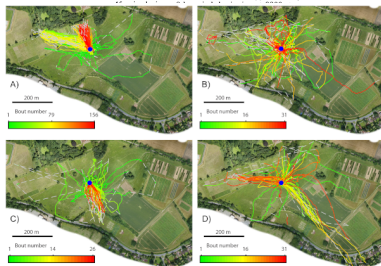 A)
B)
200 m
200 m
Bout number
Bout number
1 79 156
1 16 31
C)
D)
200 m
200 m
Bout number
Bout number
1 14 26
1 16 31